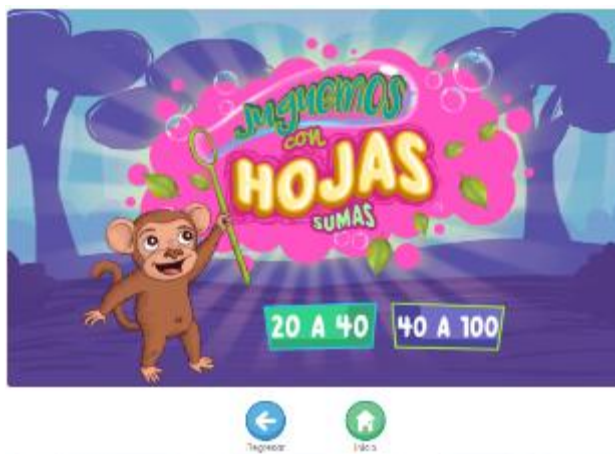 Juguemos
con
HOJAS
SUMAS
20 A 40 40 A 100
Regresar Inicio